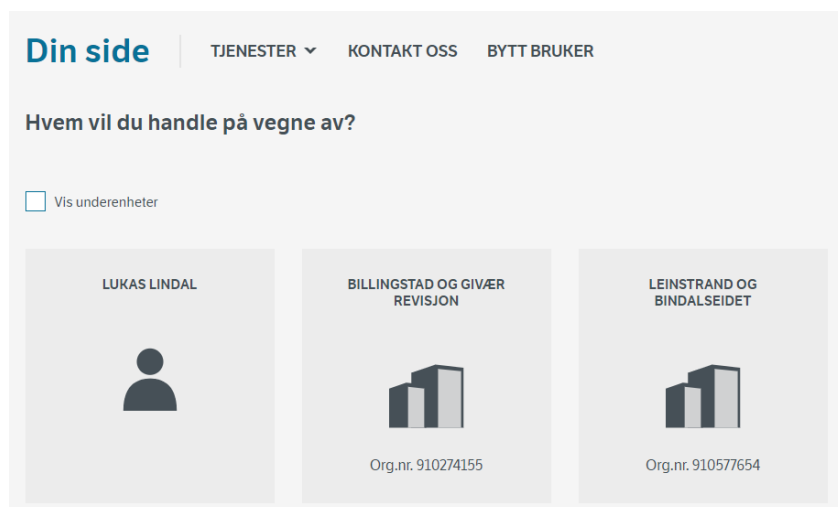 Din side TJENESTER KONTAKT OSS BYTT BRUKER
Hvem vil du handle på vegne av?
Vis underenheter
LUKAS LINDAL
BILLINGSTAD OG GIVÆR
REVISJON
Org.nr. 910274155
LEINSTRAND OG
BINDALSEIDET
Org.nr. 910577654